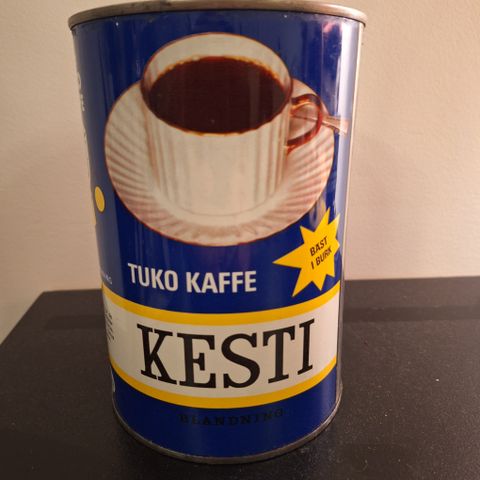 BÄST
I BURK
TUKO KAFFE
KESTI
BLANDNING